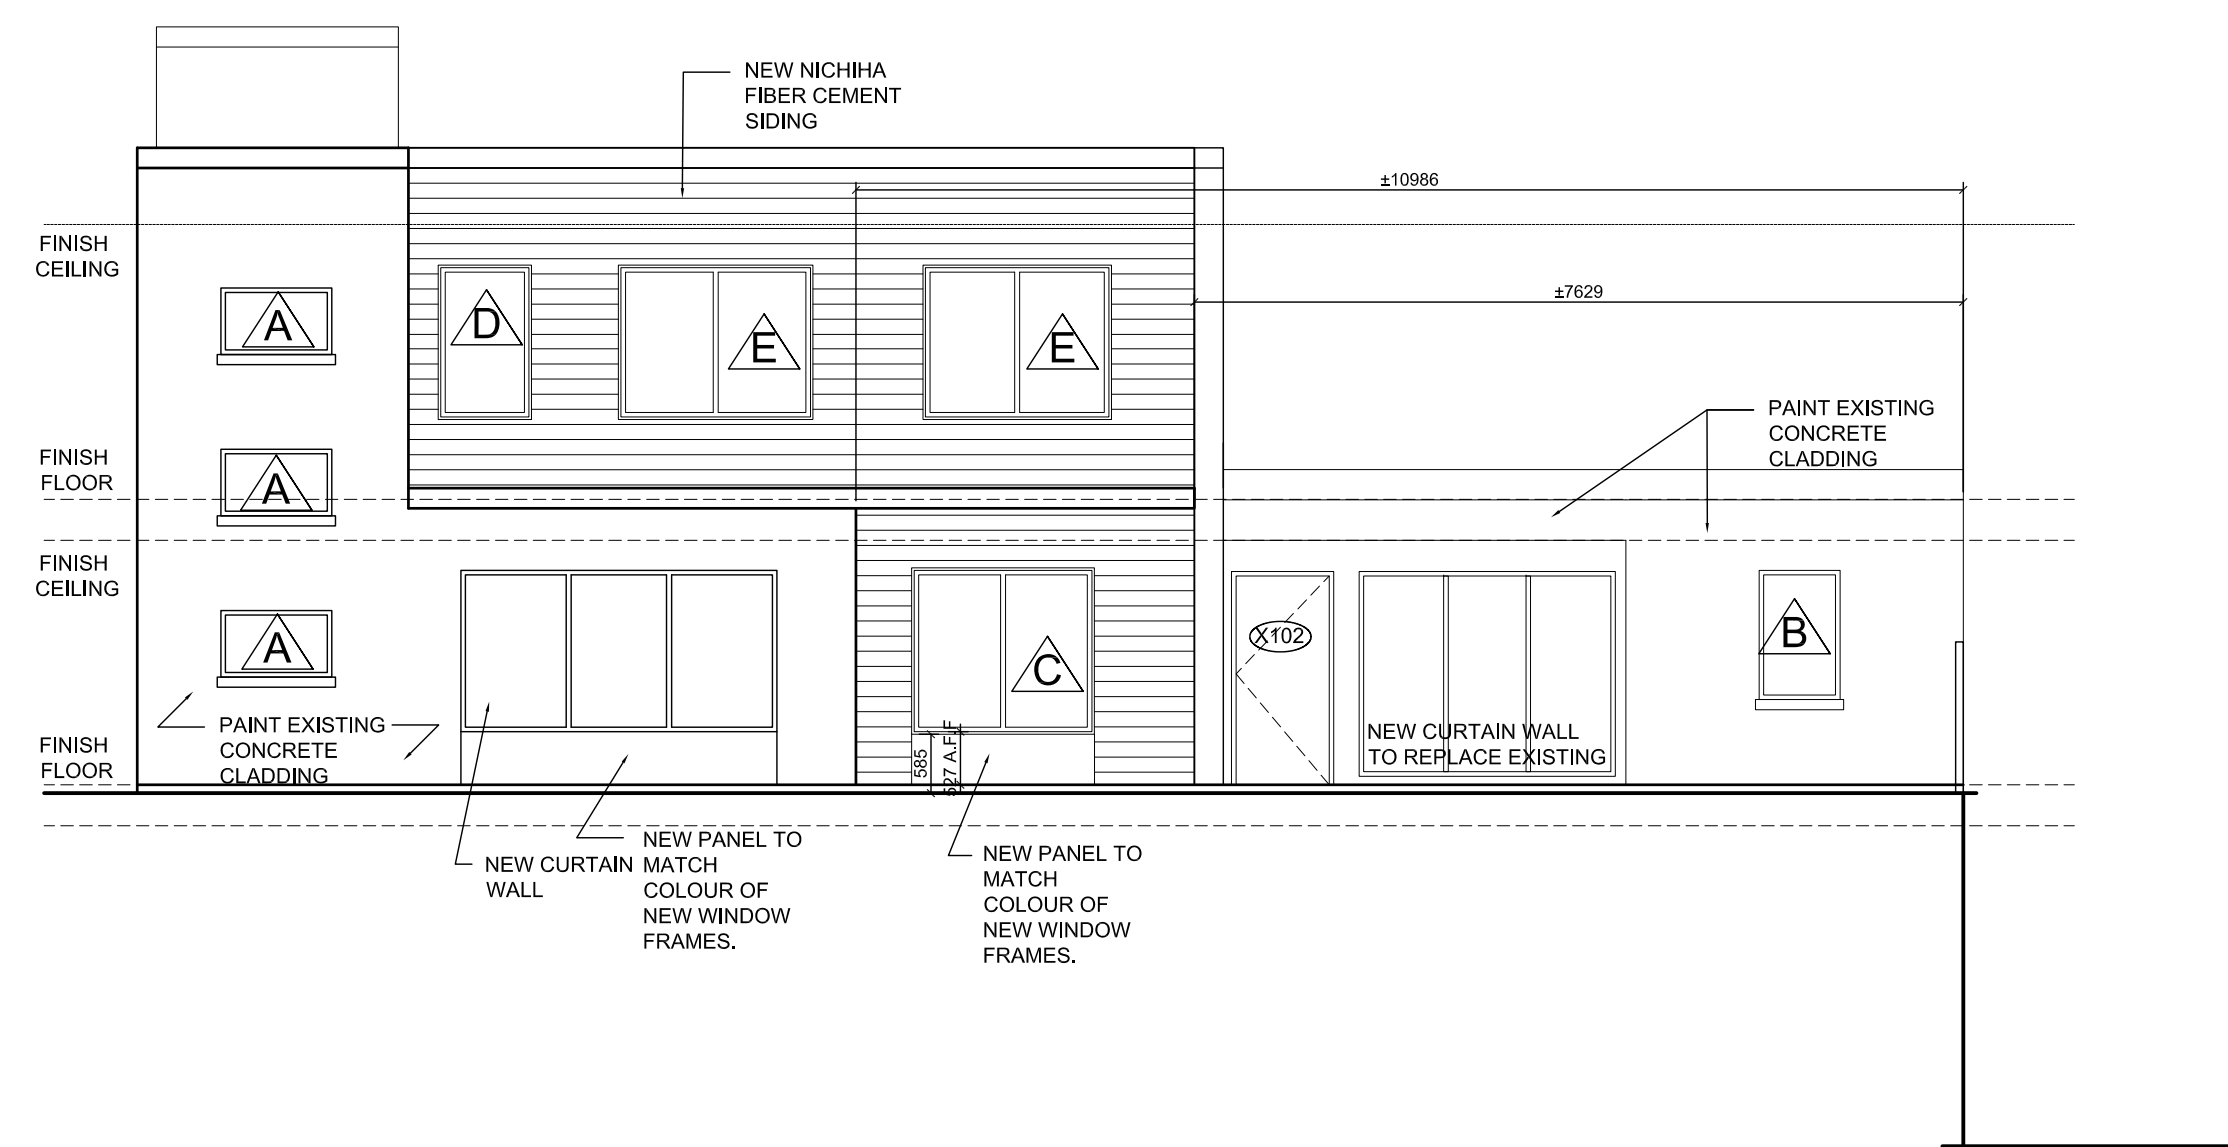 NEW NICHIHA
FIBER CEMENT
SIDING
±10986
FINISH
CEILING
±7629
A
D
E
E
PAINT EXISTING
CONCRETE
CLADDING
FINISH
FLOOR
A
FINISH
CEILING
A
C
X102
B
PAINT EXISTING
CONCRETE
CLADDING
FINISH
FLOOR
585
527 A.F.F
NEW CURTAIN WALL
TO REPLACE EXISTING
NEW CURTAIN
WALL
NEW PANEL TO
MATCH
COLOUR OF
NEW WINDOW
FRAMES.
NEW PANEL TO
MATCH
COLOUR OF
NEW WINDOW
FRAMES.